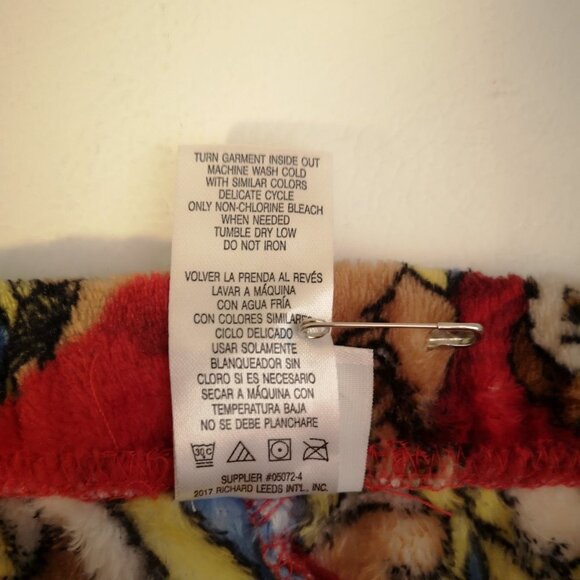 TURN GARMENT INSIDE OUT
MACHINE WASH COLD
WITH SIMILAR COLORS
DELICATE CYCLE
ONLY NON-CHLORINE BLEACH
WHEN NEEDED
TUMBLE DRY LOW
DO NOT IRON
VOLVER LA PRENDA AL REVÉS
LAVAR A MÁQUINA
CON AGUA FRÍA
CON COLORES SIMILARES
CICLO DELICADO
USAR SOLAMENTE
BLANQUEADOR SIN
CLORO SI ES NECESARIO
SECAR A MÁQUINA CON
TEMPERATURA BAJA
NO SE DEBE PLANCHARE
30C
SUPPLIER #05072-4
2017 RICHARD LEEDS INT'L., INC.